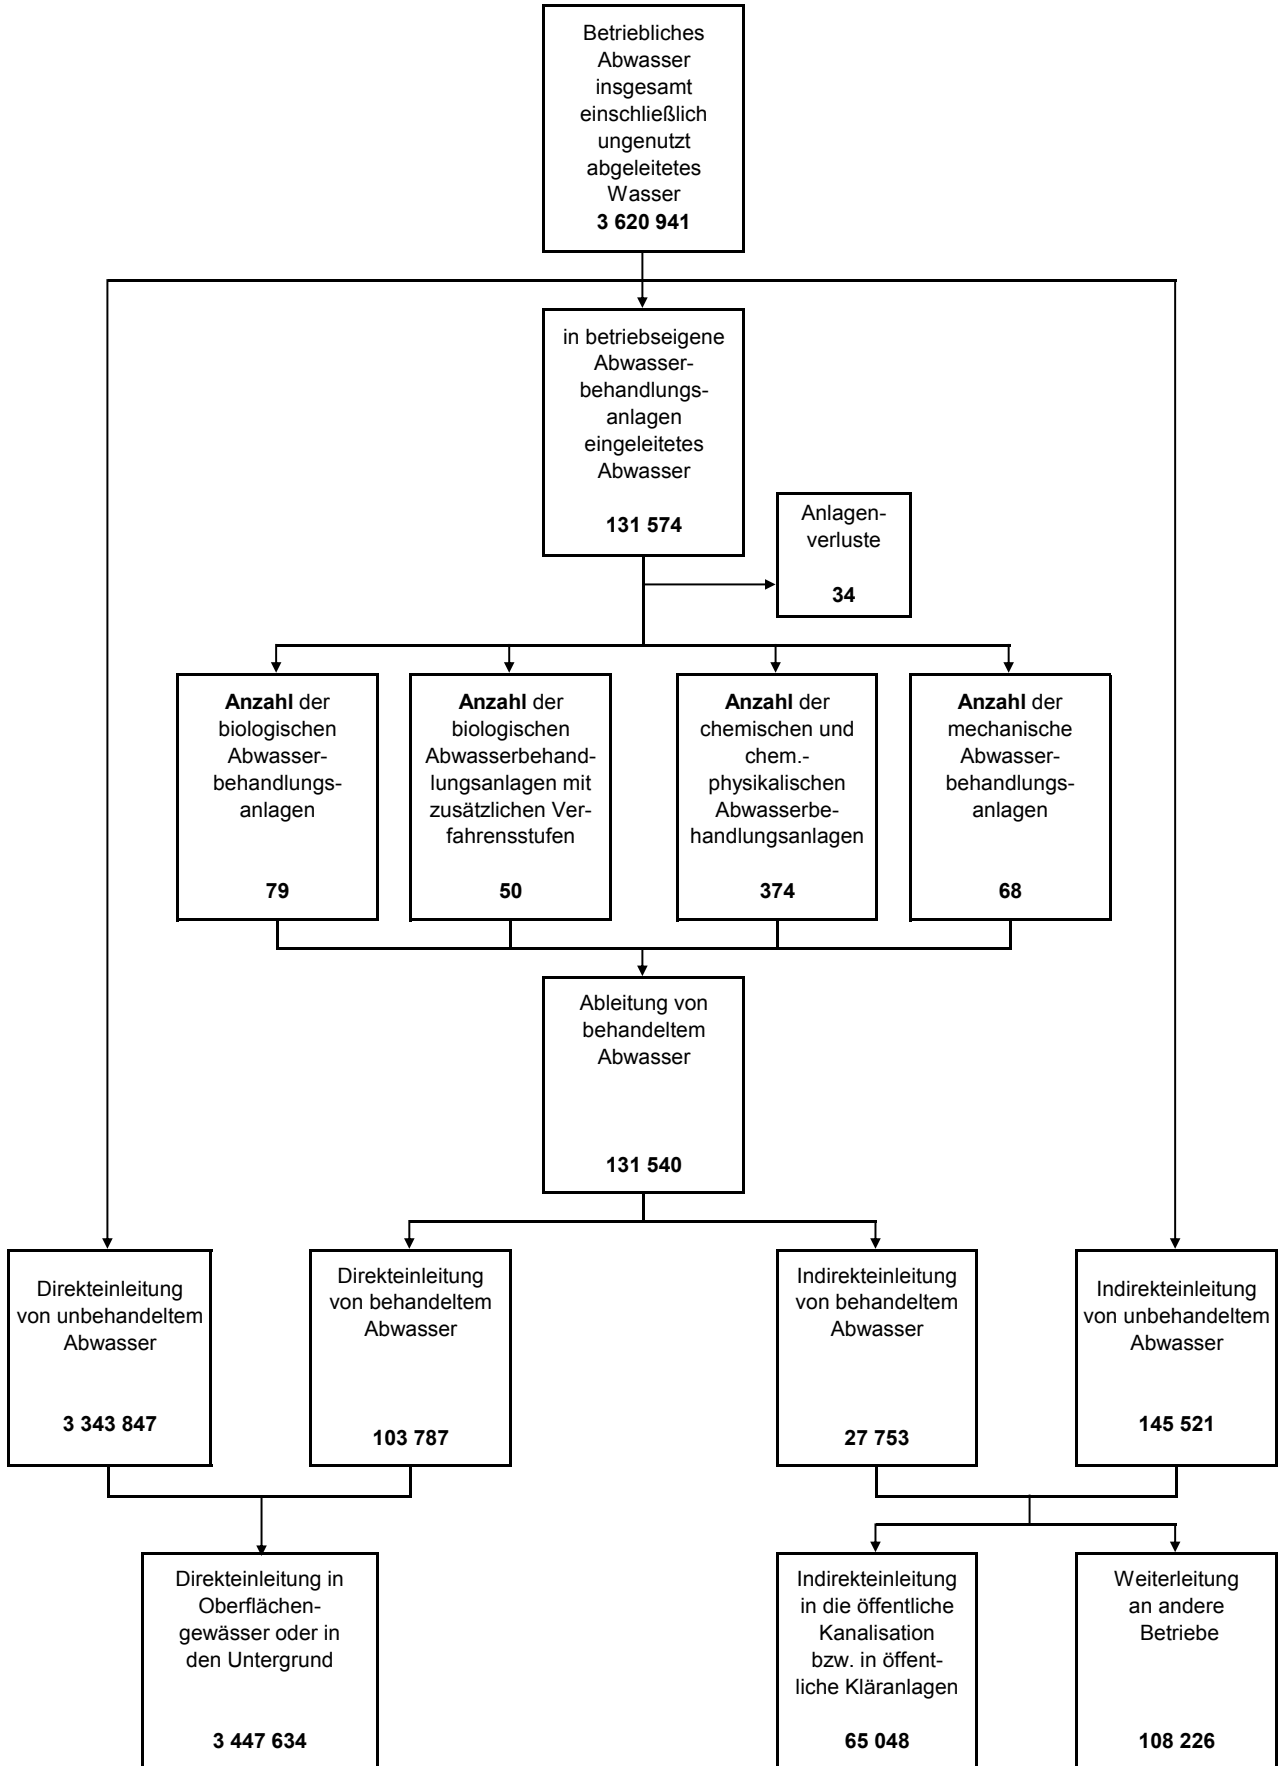 Betriebliches
Abwasser
insgesamt
einschließlich
ungenutzt
abgeleitetes
Wasser
3 620 941
in betriebseigene
Abwasser-
behandlungs-
anlagen
eingeleitetes
Abwasser
131 574
Anlagen-
verluste
34
Anzahl der
biologischen
Abwasser-
behandlungs-
anlagen
79
Anzahl der
biologischen
Abwasserbehand-
lungsanlagen mit
zusätzlichen Ver-
fahrensstufen
50
Anzahl der
chemischen und
chem.-
physikalischen
Abwasserbe-
handlungsanlagen
374
Anzahl der
mechanische
Abwasser-
behandlungs-
anlagen
68
Ableitung von
behandeltem
Abwasser
131 540
Direkteinleitung
von unbehandeltem
Abwasser
3 343 847
Direkteinleitung
von behandeltem
Abwasser
103 787
Indirekteinleitung
von behandeltem
Abwasser
27 753
Indirekteinleitung
von unbehandeltem
Abwasser
145 521
Direkteinleitung in
Oberflächen-
gewässer oder in
den Untergrund
3 447 634
Indirekteinleitung
in die öffentliche
Kanalisation
bzw. in öffent-
liche Kläranlagen
65 048
Weiterleitung
an andere
Betriebe
108 226